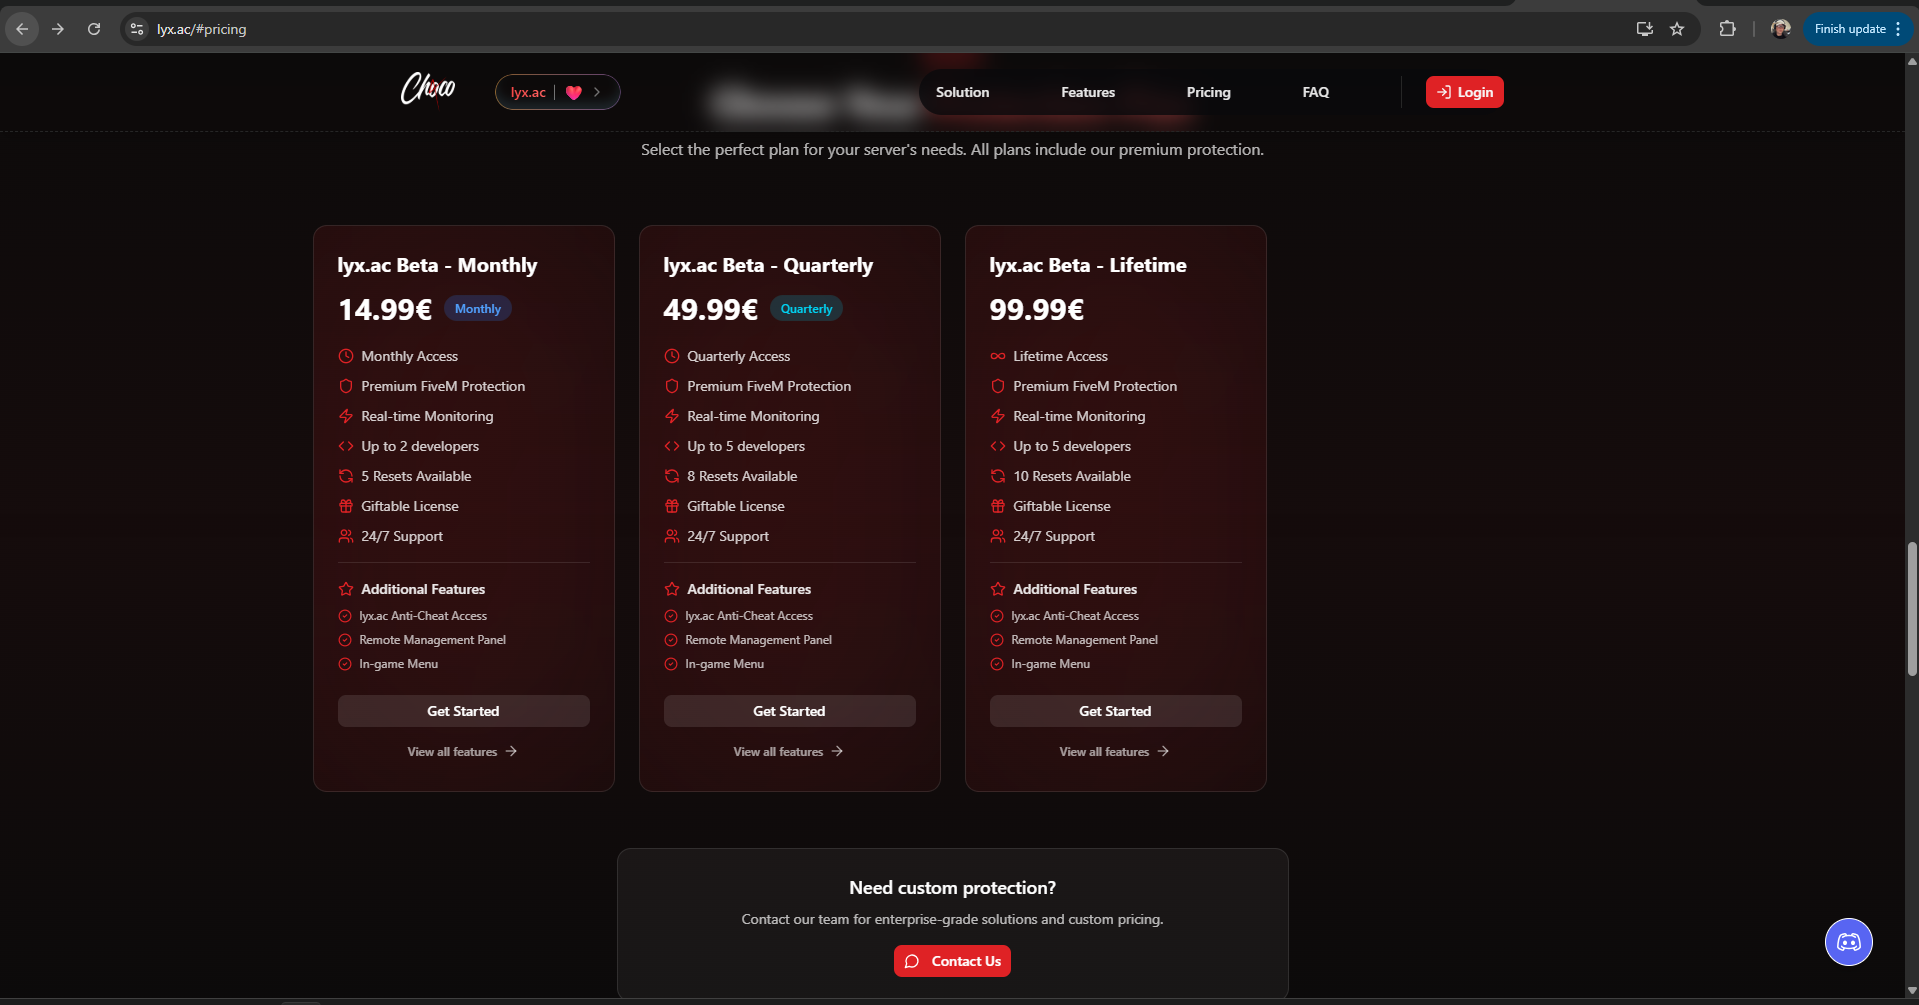 lyx.ac/#pricing
Finish update
Choco
lyx.ac
Solution
Features
Pricing
FAQ
Login
Select the perfect plan for your server's needs. All plans include our premium protection.
lyx.ac Beta - Monthly
14.99€ Monthly
Monthly Access
Premium FiveM Protection
Real-time Monitoring
Up to 2 developers
5 Resets Available
Giftable License
24/7 Support
Additional Features
lyx.ac Anti-Cheat Access
Remote Management Panel
In-game Menu
Get Started
View all features
lyx.ac Beta - Quarterly
49.99€ Quarterly
Quarterly Access
Premium FiveM Protection
Real-time Monitoring
Up to 5 developers
8 Resets Available
Giftable License
24/7 Support
Additional Features
lyx.ac Anti-Cheat Access
Remote Management Panel
In-game Menu
Get Started
View all features
lyx.ac Beta - Lifetime
99.99€
Lifetime Access
Premium FiveM Protection
Real-time Monitoring
Up to 5 developers
10 Resets Available
Giftable License
24/7 Support
Additional Features
lyx.ac Anti-Cheat Access
Remote Management Panel
In-game Menu
Get Started
View all features
Need custom protection?
Contact our team for enterprise-grade solutions and custom pricing.
Contact Us